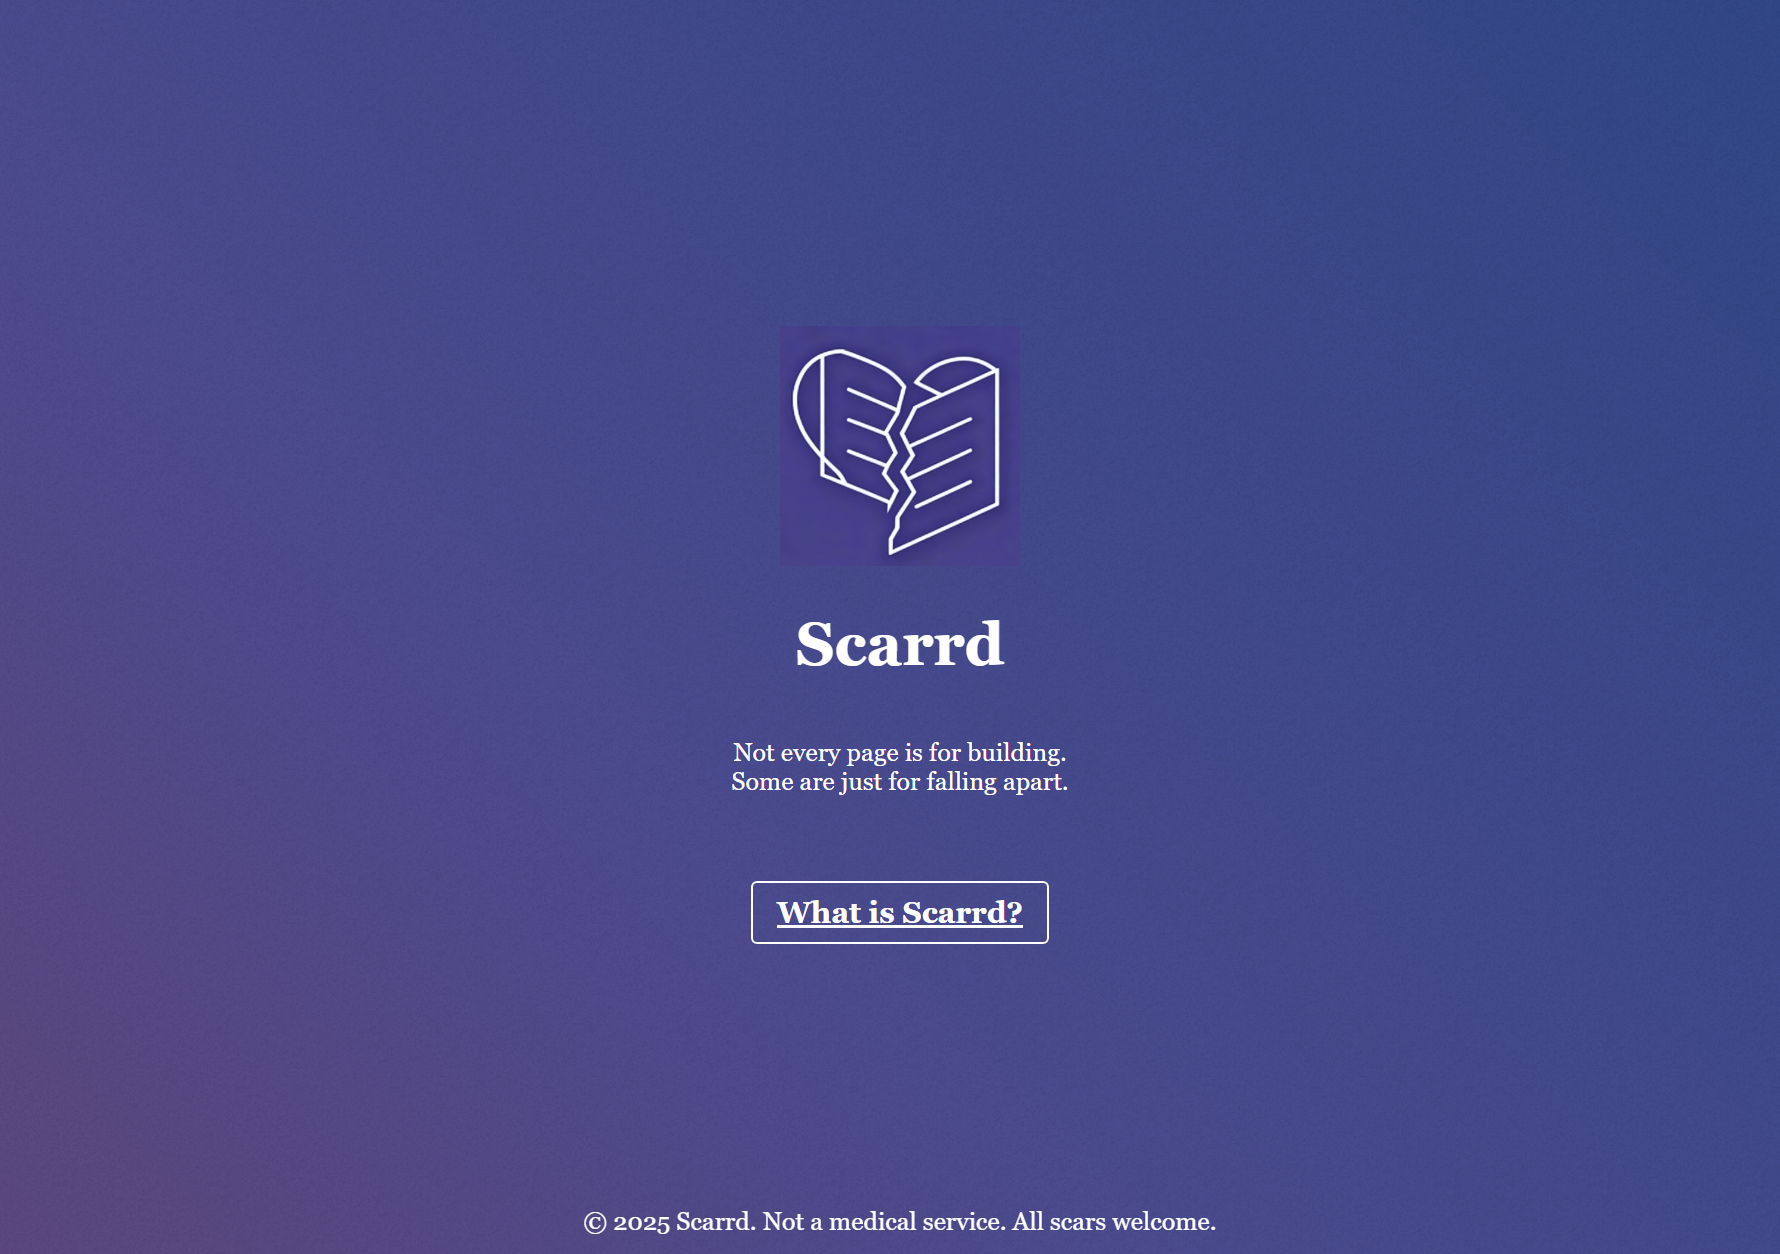 Scarrd
Not every page is for building.
Some are just for falling apart.
What is Scarrd?
© 2025 Scarrd. Not a medical service. All scars welcome.